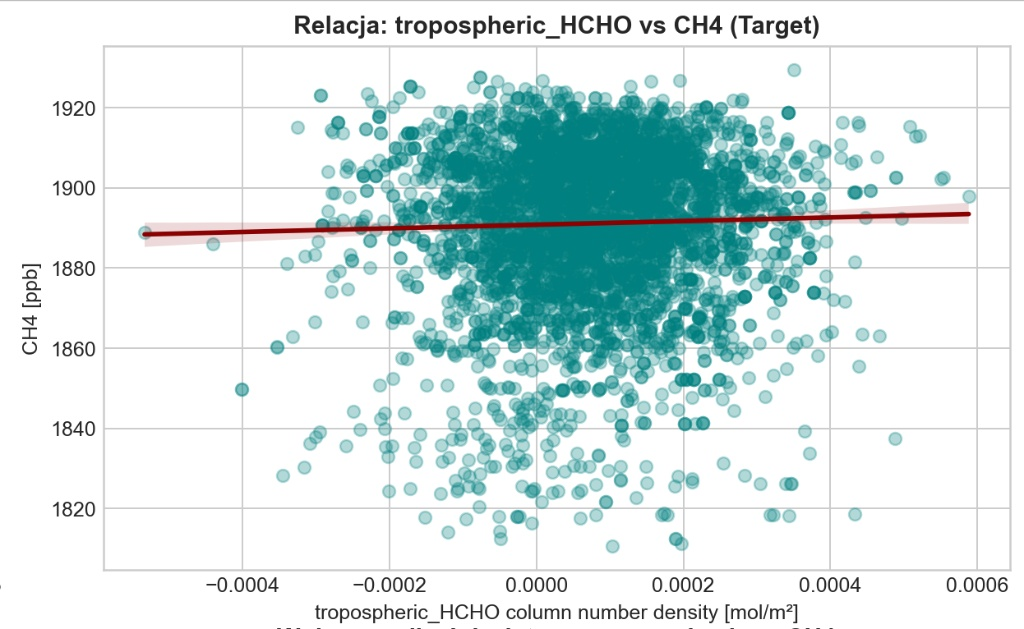 Relacja: tropospheric_HCHO vs CH4 (Target)
CH4 [ppb]
1920
1900
1880
1860
1840
1820
−0.0004 −0.0002 0.0000 0.0002 0.0004 0.0006
tropospheric_HCHO column number density [mol/m²]